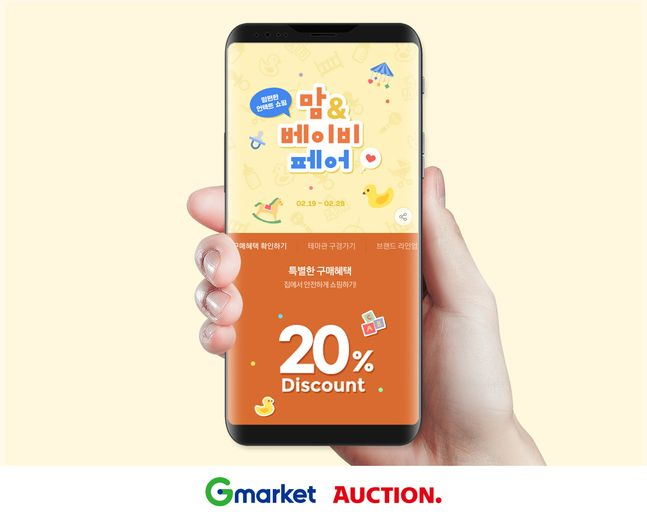 맘편한
언택트 쇼핑
맘&
베이비
페어
02.19 – 02.28
구매혜택 확인하기
테마관 구경가기
브랜드 라인업
특별한 구매혜택
집에서 안전하게 쇼핑하기!
C
A B
20%
Discount
Gmarket AUCTION.